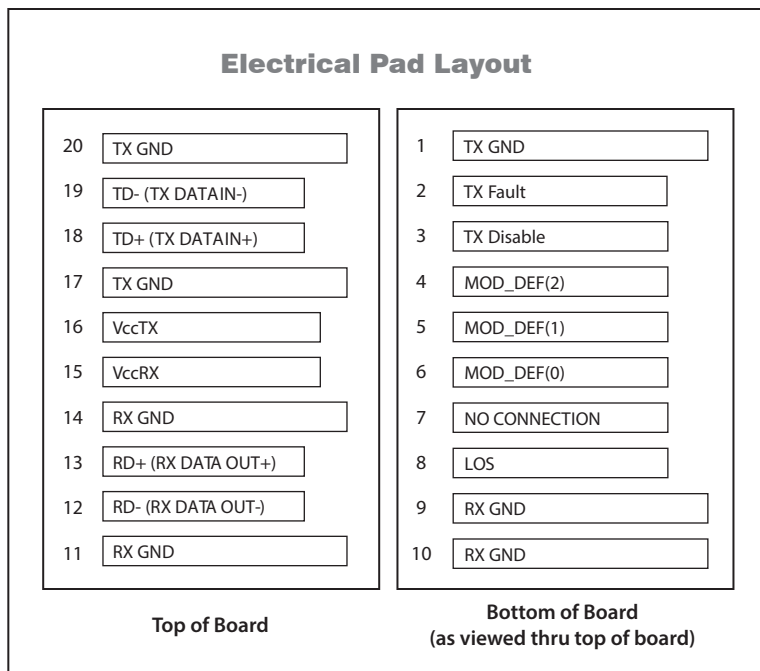 Electrical Pad Layout
20 TX GND
19 TD- (TX DATAIN-)
18 TD+ (TX DATAIN+)
17 TX GND
16 VccTX
15 VccRX
14 RX GND
13 RD+ (RX DATA OUT+)
12 RD- (RX DATA OUT-)
11 RX GND
Top of Board
1 TX GND
2 TX Fault
3 TX Disable
4 MOD_DEF(2)
5 MOD_DEF(1)
6 MOD_DEF(0)
7 NO CONNECTION
8 LOS
9 RX GND
10 RX GND
Bottom of Board
(as viewed thru top of board)